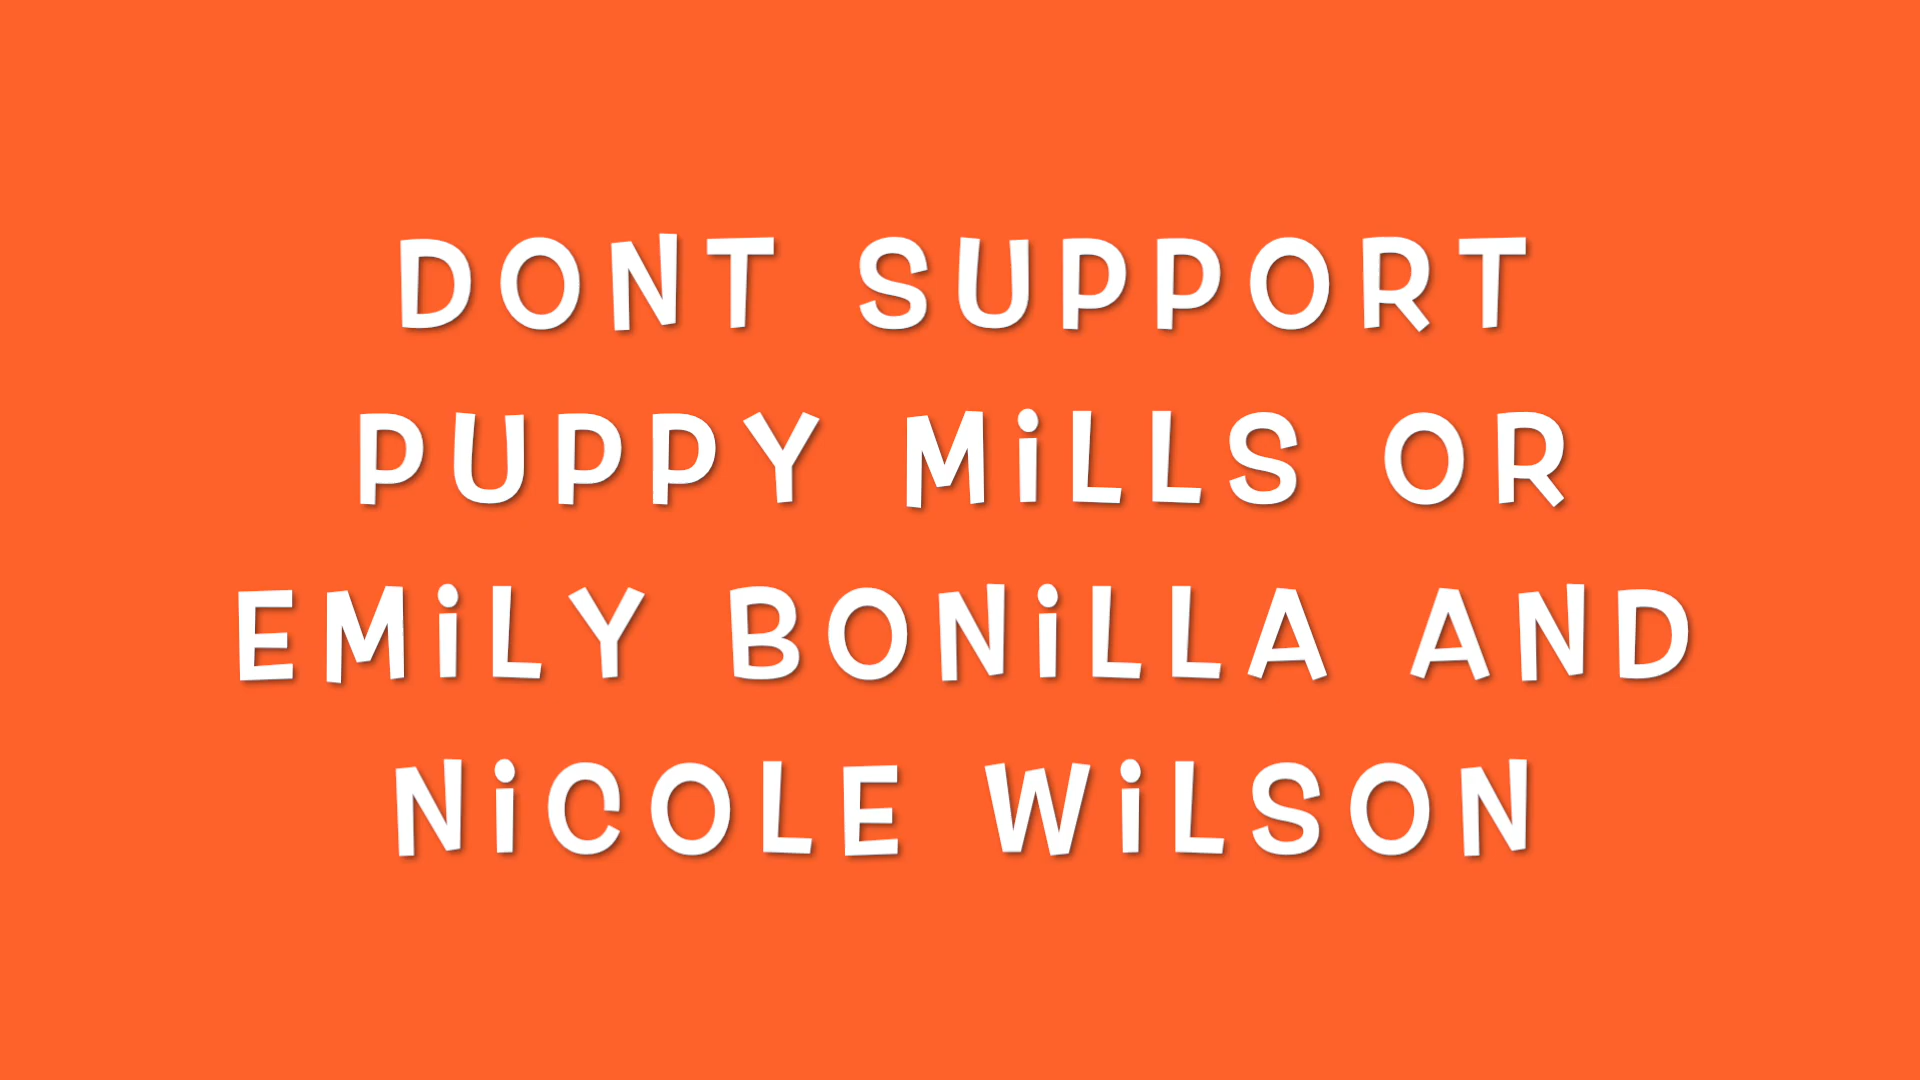 DONT SUPPORT
PUPPY MiLLS OR
EMiLY BONiLLA AND
NiCOLE WiLSON